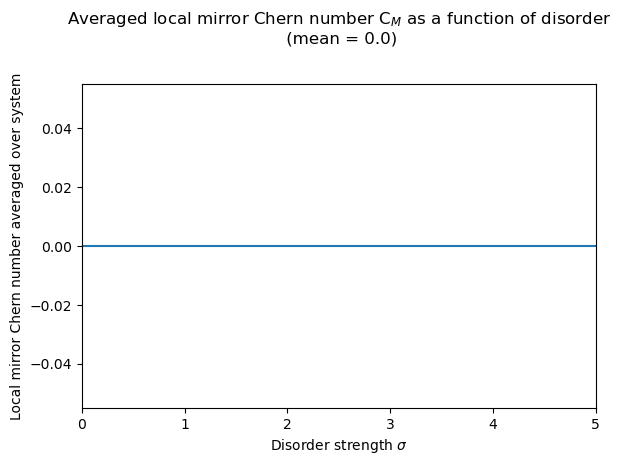 Averaged local mirror Chern number C_M as a function of disorder
(mean = 0.0)
Local mirror Chern number averaged over system
0.04
0.02
0.00
−0.02
−0.04
0 1 2 3 4 5
Disorder strength σ